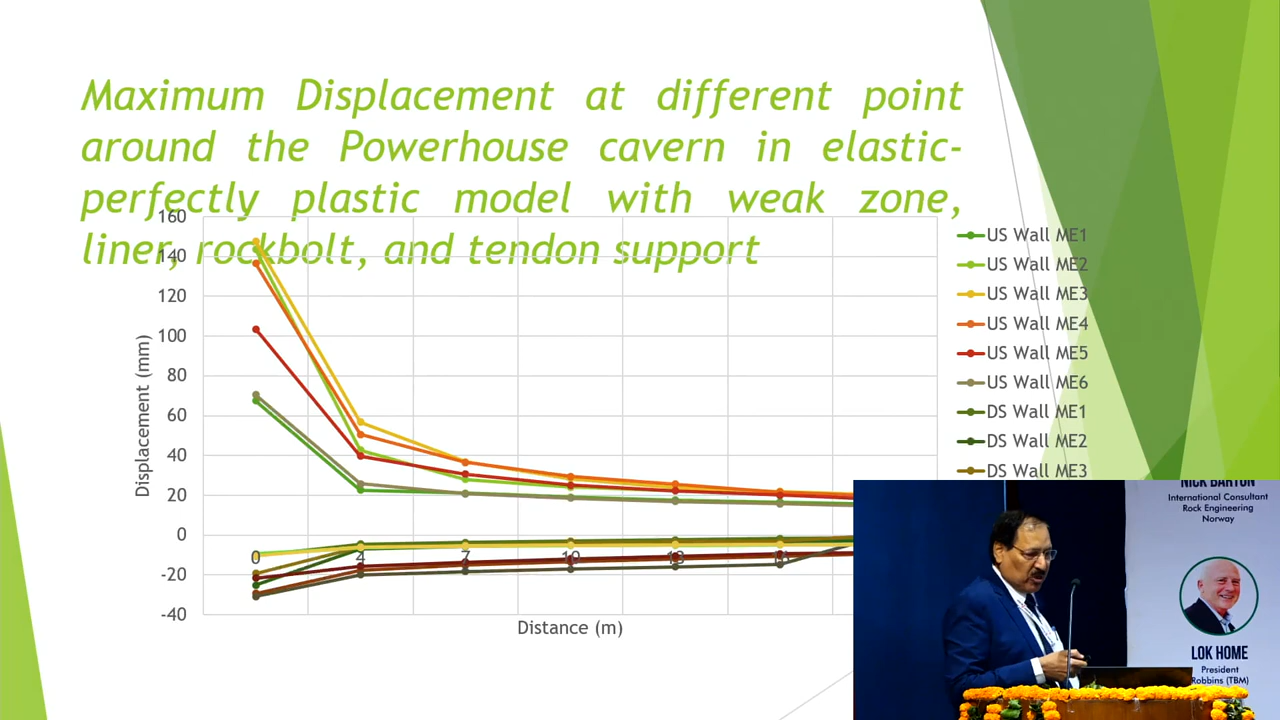 Maximum Displacement at different point
around the Powerhouse cavern in elastic-
perfectly plastic model with weak zone,
liner, rockbolt, and tendon support
160
140
120
100
80
60
40
20
0
-20
-40
Displacement (mm)
0 4 7 10 13 16
Distance (m)
US Wall ME1
US Wall ME2
US Wall ME3
US Wall ME4
US Wall ME5
US Wall ME6
DS Wall ME1
DS Wall ME2
DS Wall ME3
NICK BARTON
International Consultant
Rock Engineering
Norway
LOK HOME
President
Robbins (TBM)